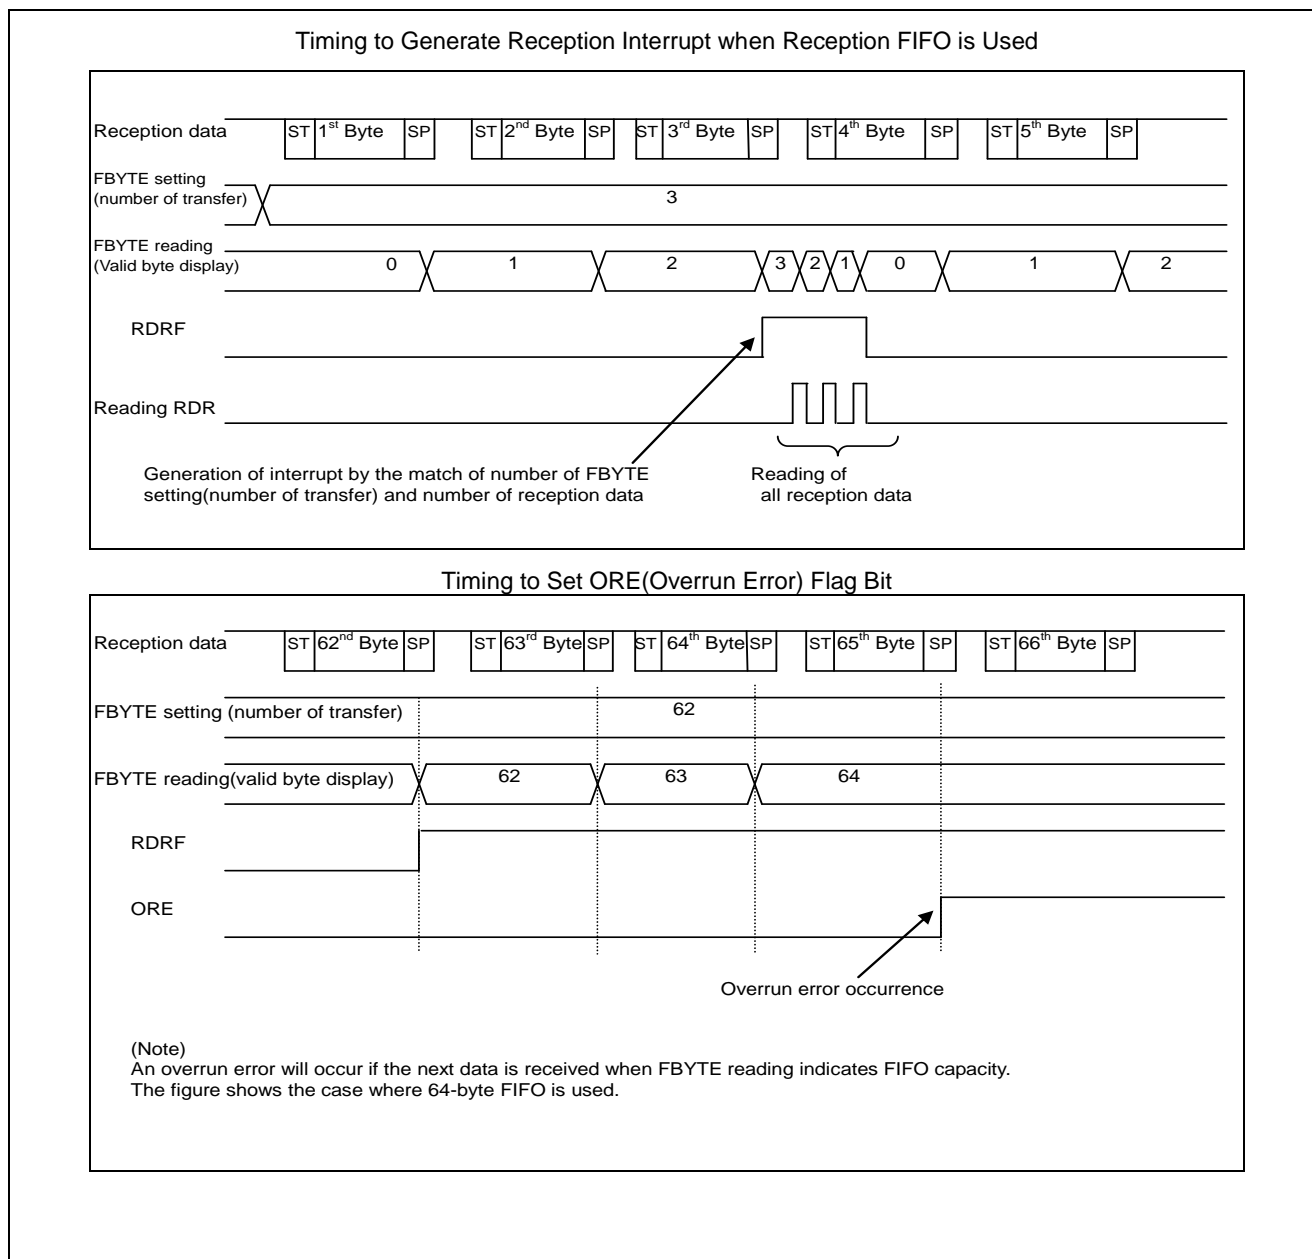 Timing to Generate Reception Interrupt when Reception FIFO is Used
Reception data ST 1st Byte SP ST 2nd Byte SP ST 3rd Byte SP ST 4th Byte SP ST 5th Byte SP
FBYTE setting
(number of transfer) 3
FBYTE reading
(Valid byte display) 0 1 2 3 2 1 0 1 2
RDRF
Reading RDR
Generation of interrupt by the match of number of FBYTE
setting(number of transfer) and number of reception data
Reading of
all reception data
Timing to Set ORE(Overrun Error) Flag Bit
Reception data ST 62nd Byte SP ST 63rd Byte SP ST 64th Byte SP ST 65th Byte SP ST 66th Byte SP
FBYTE setting (number of transfer) 62
FBYTE reading(valid byte display) 62 63 64
RDRF
ORE
Overrun error occurrence
(Note)
An overrun error will occur if the next data is received when FBYTE reading indicates FIFO capacity.
The figure shows the case where 64-byte FIFO is used.